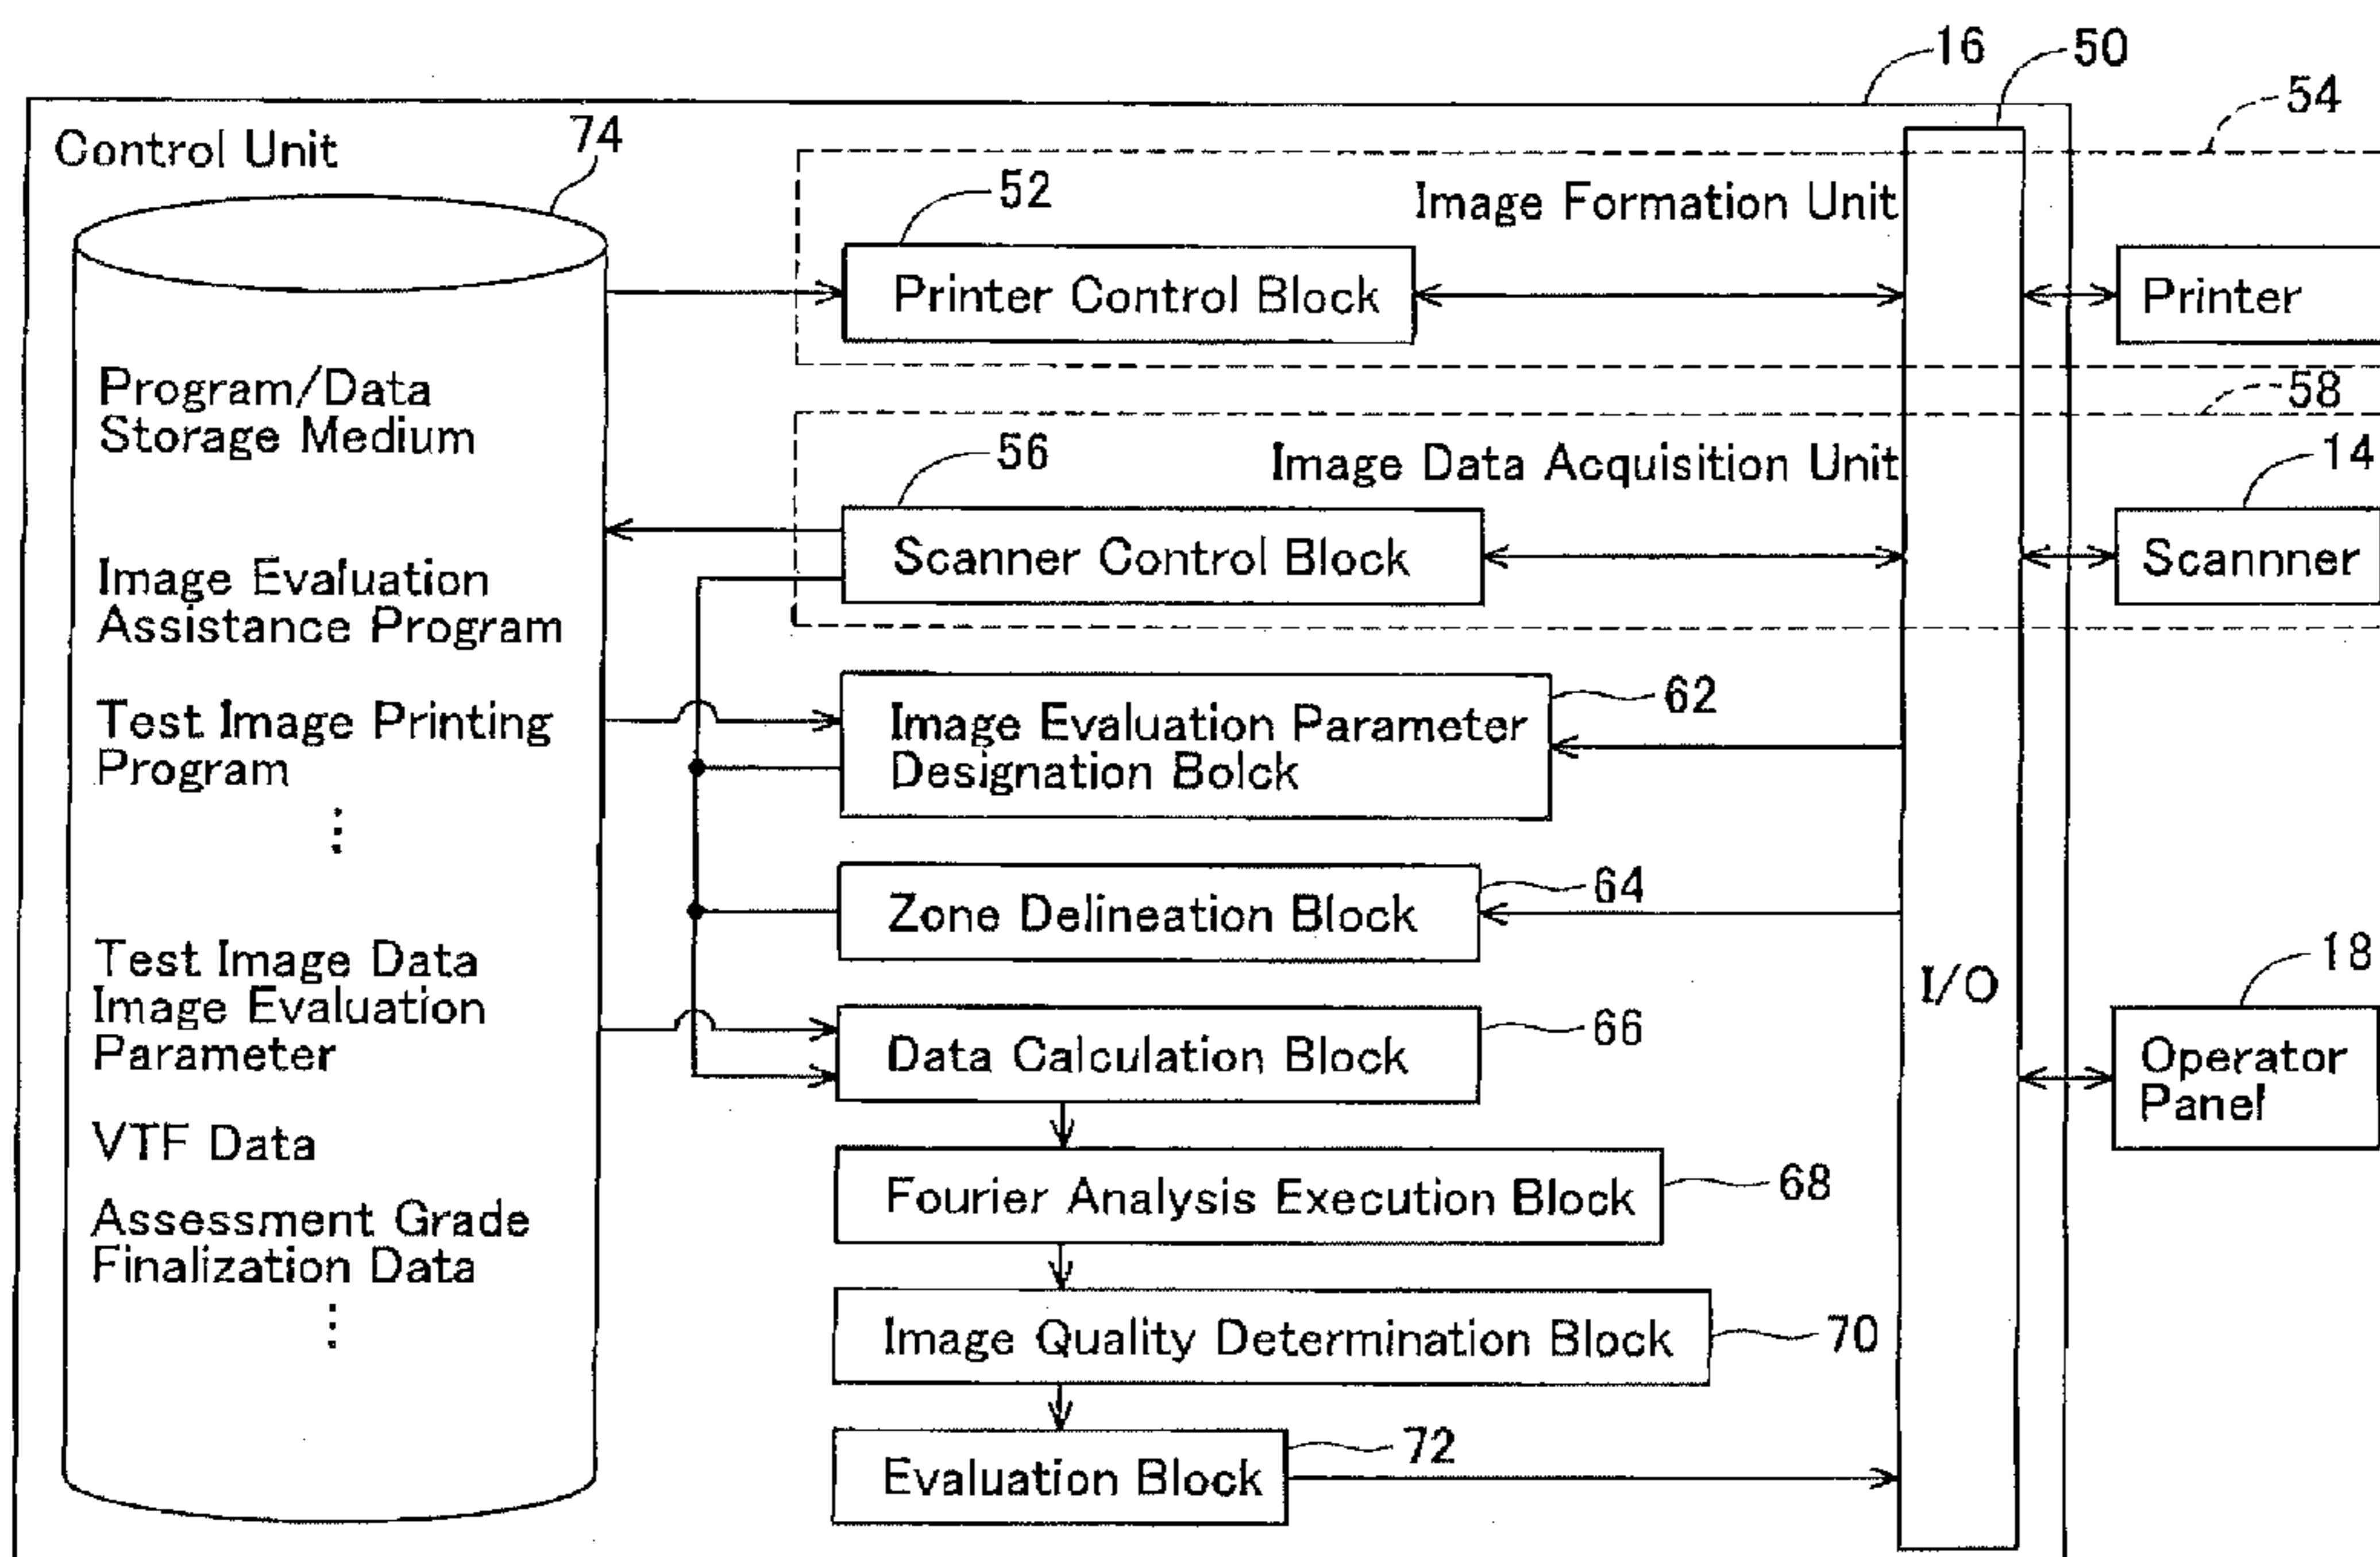 16
50
54
Control Unit
74
52
Image Formation Unit
Printer Control Block
Printer
Program/Data
Storage Medium
58
56
Image Data Acquisition Unit
14
Scanner Control Block
Scannner
Image Evaluation
Assistance Program
62
Test Image Printing
Program
Image Evaluation Parameter
Designation Bolck
64
Zone Delineation Block
Test Image Data
Image Evaluation
Parameter
I/O
18
66
Data Calculation Block
Operator
Panel
VTF Data
68
Fourier Analysis Execution Block
Assessment Grade
Finalization Data
70
Image Quality Determination Block
72
Evaluation Block